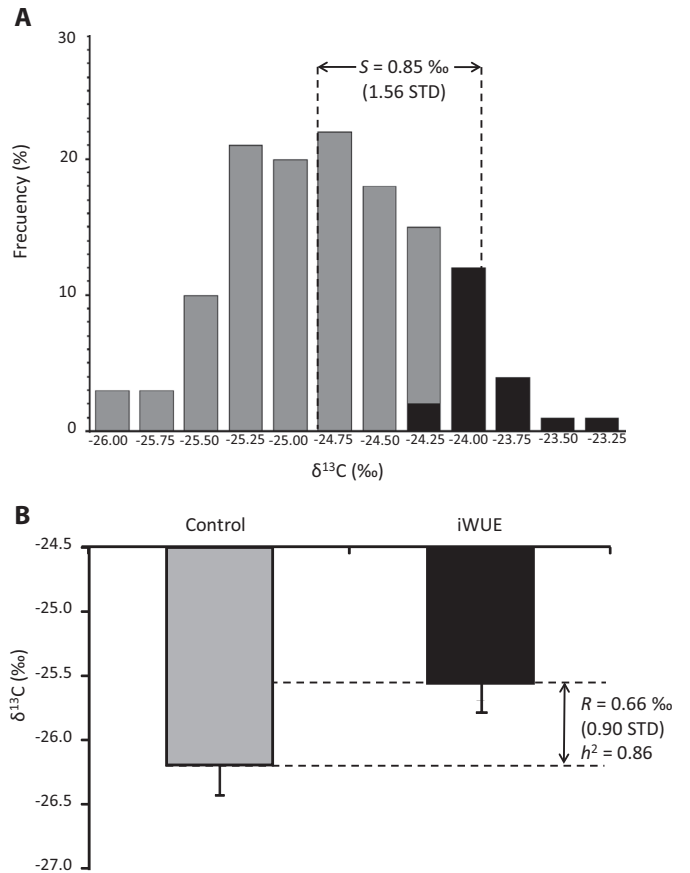 A
30
20
10
0
Frecuency (%)
S = 0.85 ‰
(1.56 STD)
-26.00 -25.75 -25.50 -25.25 -25.00 -24.75 -24.50 -24.25 -24.00 -23.75 -23.50 -23.25
δ¹³C (‰)
B
Control iWUE
-24.5
-25.0
-25.5
-26.0
-26.5
-27.0
δ¹³C (‰)
R = 0.66 ‰
(0.90 STD)
h² = 0.86